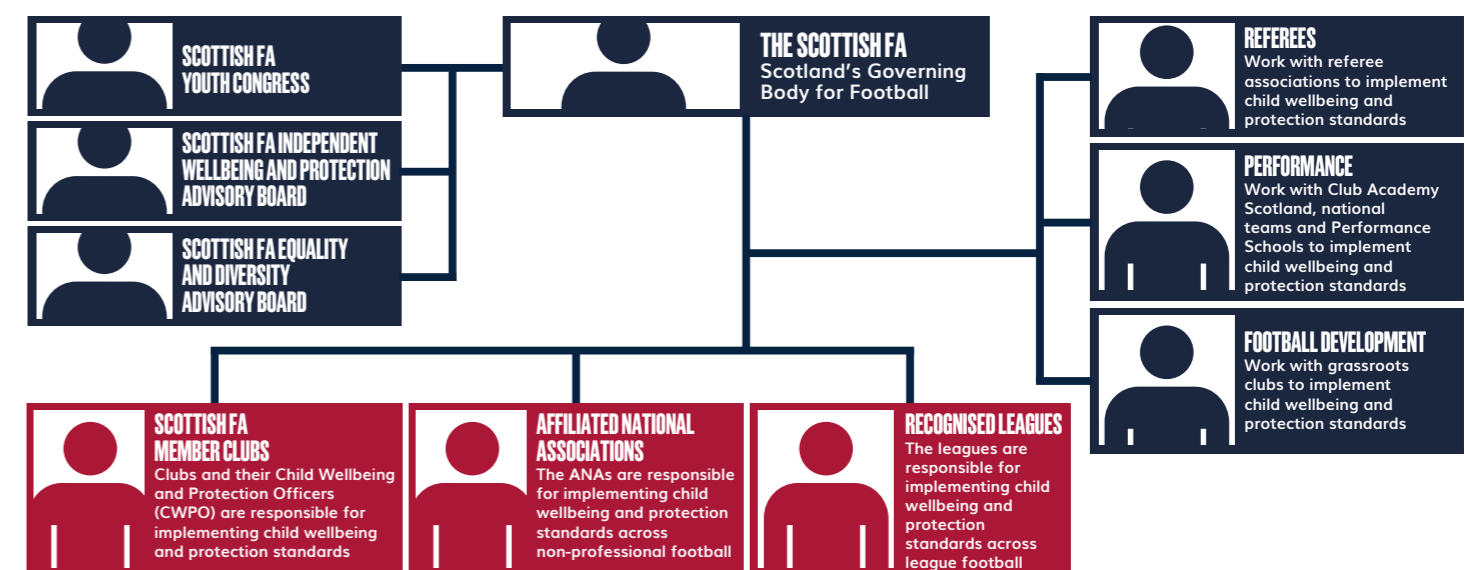 SCOTTISH FA
YOUTH CONGRESS
SCOTTISH FA INDEPENDENT
WELLBEING AND PROTECTION
ADVISORY BOARD
SCOTTISH FA EQUALITY
AND DIVERSITY
ADVISORY BOARD
THE SCOTTISH FA
Scotland's Governing
Body for Football
REFEREES
Work with referee
associations to implement
child wellbeing and
protection standards
PERFORMANCE
Work with Club Academy
Scotland, national
teams and Performance
Schools to implement
child wellbeing and
protection standards
FOOTBALL DEVELOPMENT
Work with grassroots
clubs to implement
child wellbeing and
protection standards
SCOTTISH FA
MEMBER CLUBS
Clubs and their Child Wellbeing
and Protection Officers
(CWPO) are responsible for
implementing child wellbeing
and protection standards
AFFILIATED NATIONAL
ASSOCIATIONS
The ANAs are responsible
for implementing child
wellbeing and protection
standards across
non-professional football
RECOGNISED LEAGUES
The leagues are
responsible for
implementing child
wellbeing and
protection
standards across
league football